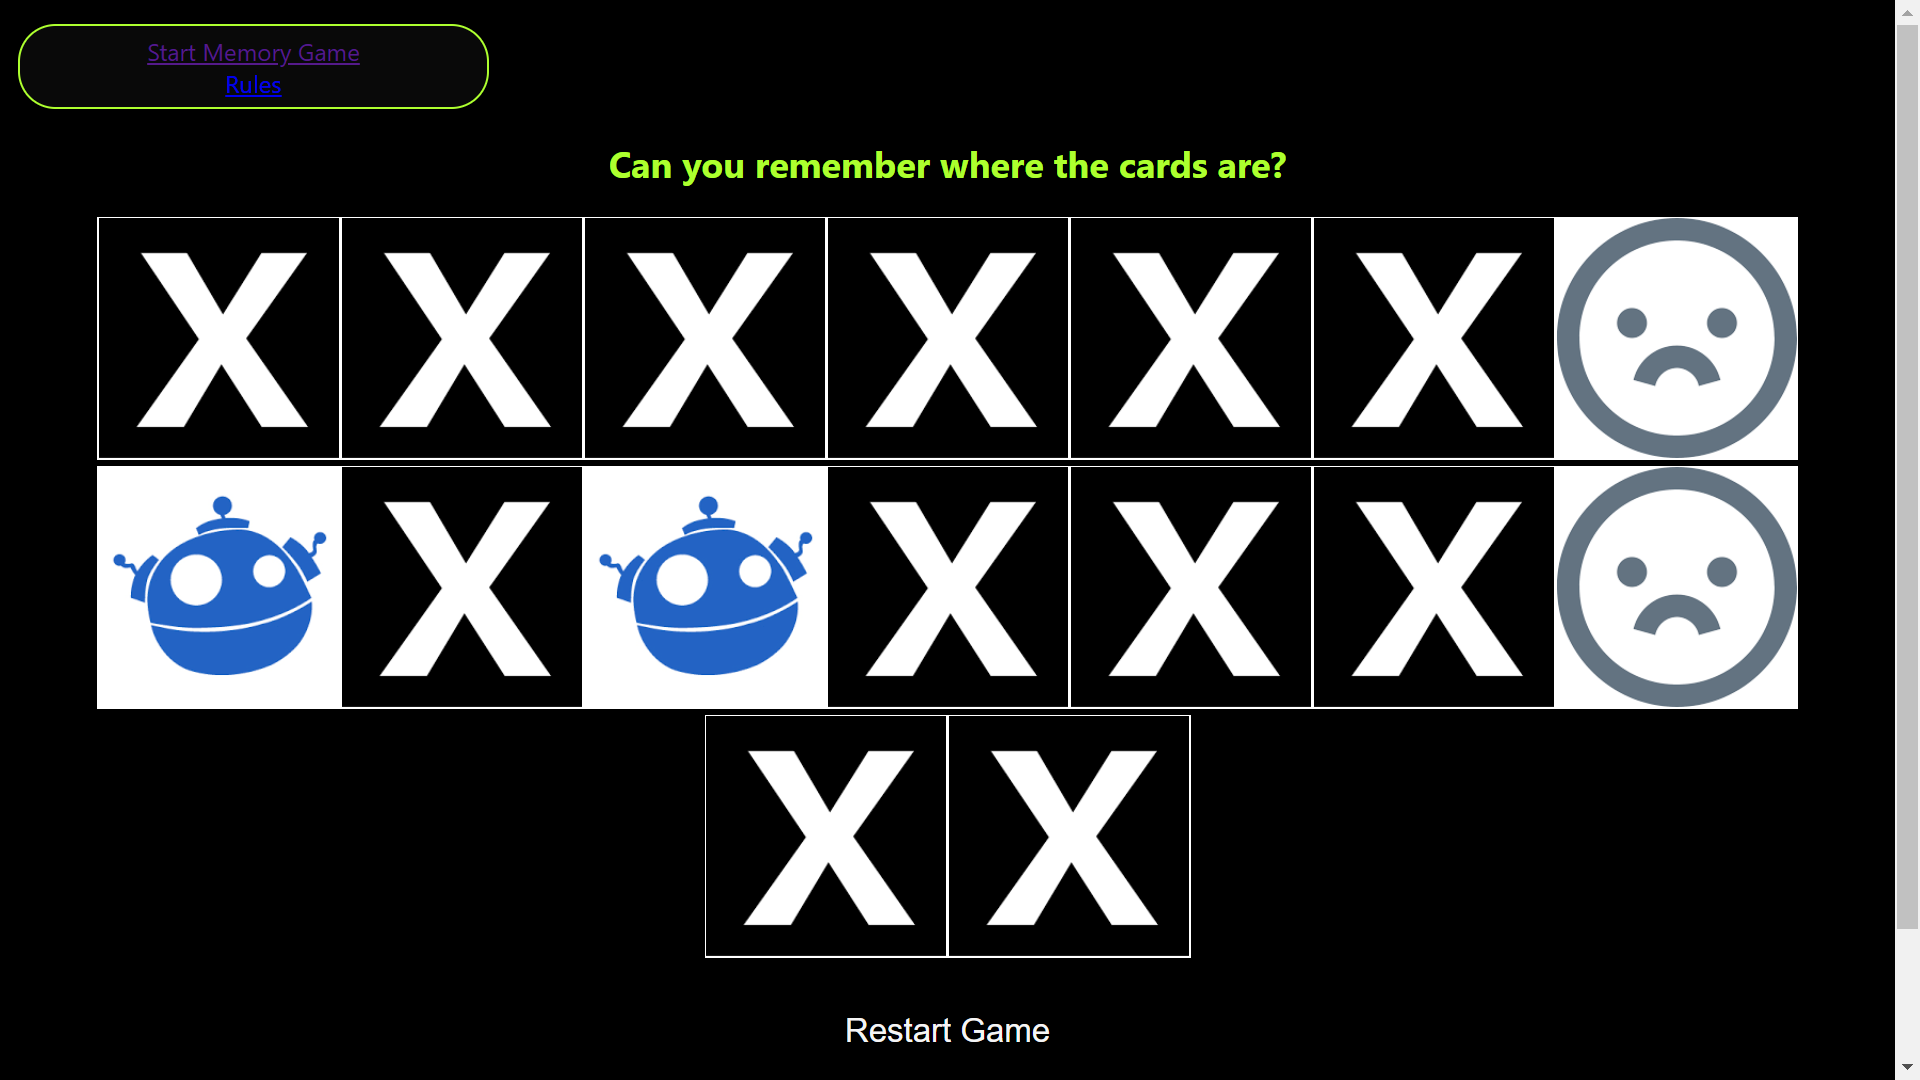 Start Memory Game
Rules
Can you remember where the cards are?
X X X X X X
X X X X
X X
Restart Game